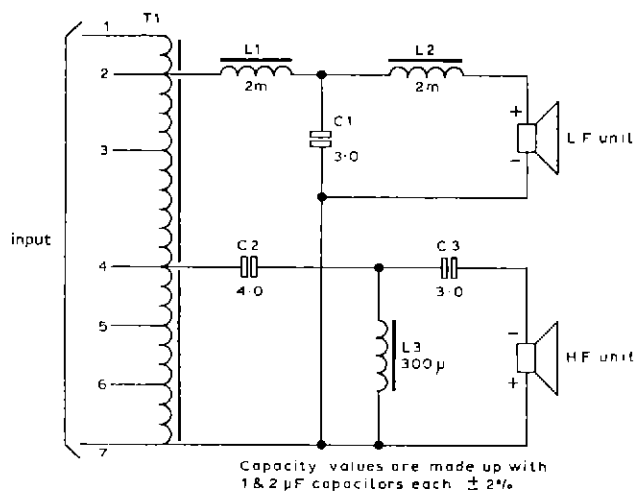 T1
1
2
3
4
5
6
7
input
L1
2m
L2
2m
C1
3·0
+
-
LF unit
C2
4·0
C3
3·0
L3
300µ
-
+
HF unit
Capacity values are made up with
1 & 2 µF capacitors each ± 2%